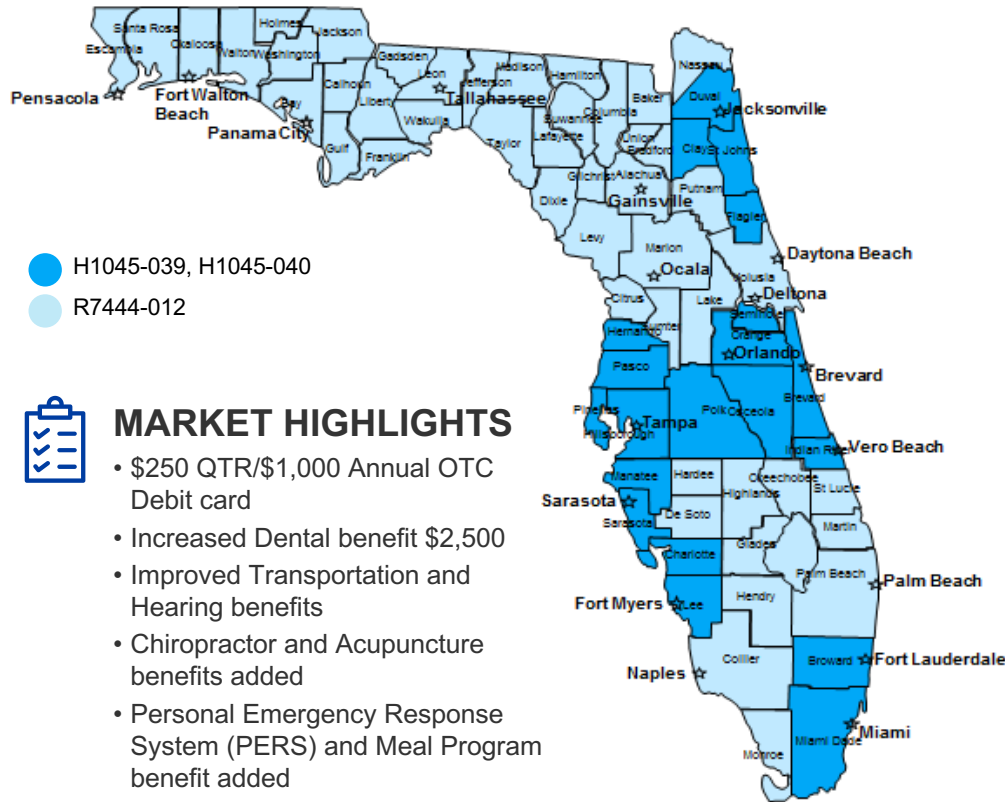 Holmes
Jackson
Santa Rosa
Escambia
Okaloosa
Walton
Washington
Gadsden
Leon
Jefferson
Madison
Hamilton
Nassau
Duval
Baker
Pensacola
Fort Walton
Beach
Bay
Panama City
Calhoun
Liberty
Tallahassee
Wakulla
Gulf
Franklin
Taylor
Suwannee
Columbia
Lafayette
Union
Bradford
Clay
St Johns
Jacksonville
Gilchrist
Alachua
Gainsville
Putnam
Dixie
Flagler
Levy
Marion
Ocala
Volusia
Daytona Beach
Deltona
Citrus
Lake
Sumter
Seminole
Hernando
Orange
Orlando
Pasco
Brevard
Brevard
Pinellas
Tampa
Hillsborough
Polk
Osceola
Indian River
Vero Beach
Manatee
Hardee
Okeechobee
Highlands
St Lucie
Sarasota
Sarasota
De Soto
Martin
Charlotte
Glades
Palm Beach
Palm Beach
Fort Myers
Lee
Hendry
Naples
Collier
Broward
Fort Lauderdale
Miami Dade
Miami
Monroe
H1045-039, H1045-040
R7444-012
MARKET HIGHLIGHTS
• $250 QTR/$1,000 Annual OTC
Debit card
• Increased Dental benefit $2,500
• Improved Transportation and
Hearing benefits
• Chiropractor and Acupuncture
benefits added
• Personal Emergency Response
System (PERS) and Meal Program
benefit added